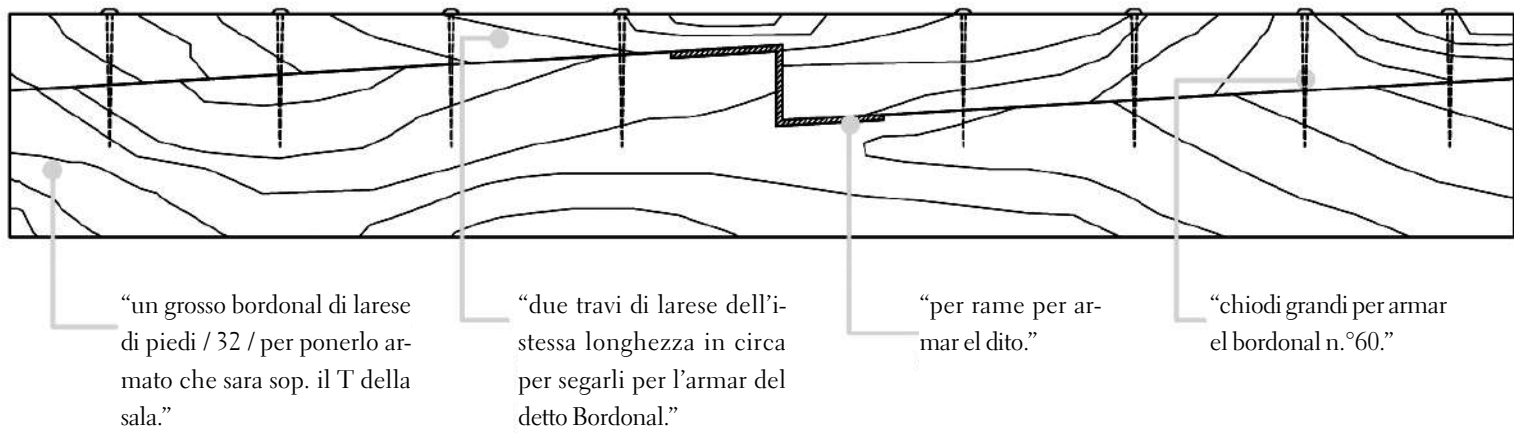 “un grosso bordonal di larese
di piedi / 32 / per ponerlo ar-
mato che sara sop. il T della
sala.”
“due travi di larese dell’i-
stessa longhezza in circa
per segarli per l’armar del
detto Bordonal.”
“per rame per ar-
mar el dito.”
“chiodi grandi per armar
el bordonal n.°60.”